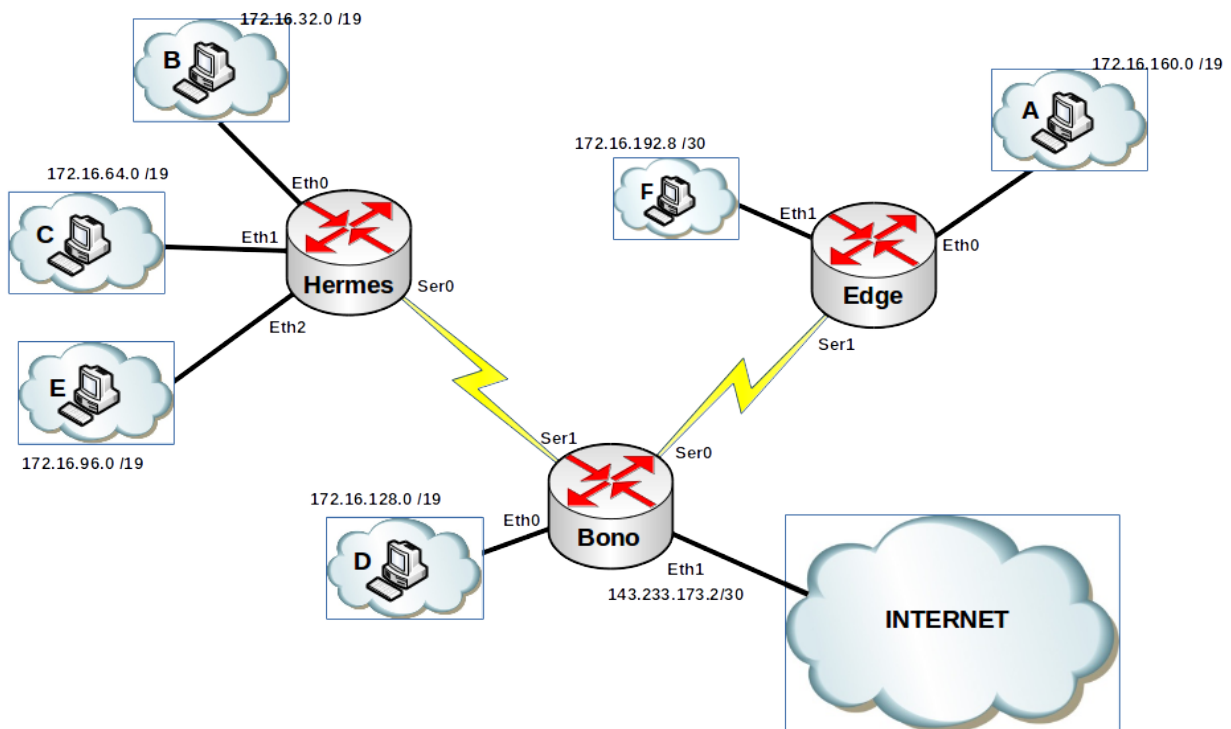 172.16.32.0 /19
B
172.16.160.0 /19
A
172.16.192.8 /30
F
172.16.64.0 /19
Eth0
Eth1
C
Eth1
Eth0
Hermes
Ser0
Edge
Eth2
Ser1
E
172.16.96.0 /19
Ser1
Ser0
172.16.128.0 /19
Eth0
Bono
D
Eth1
143.233.173.2/30
INTERNET